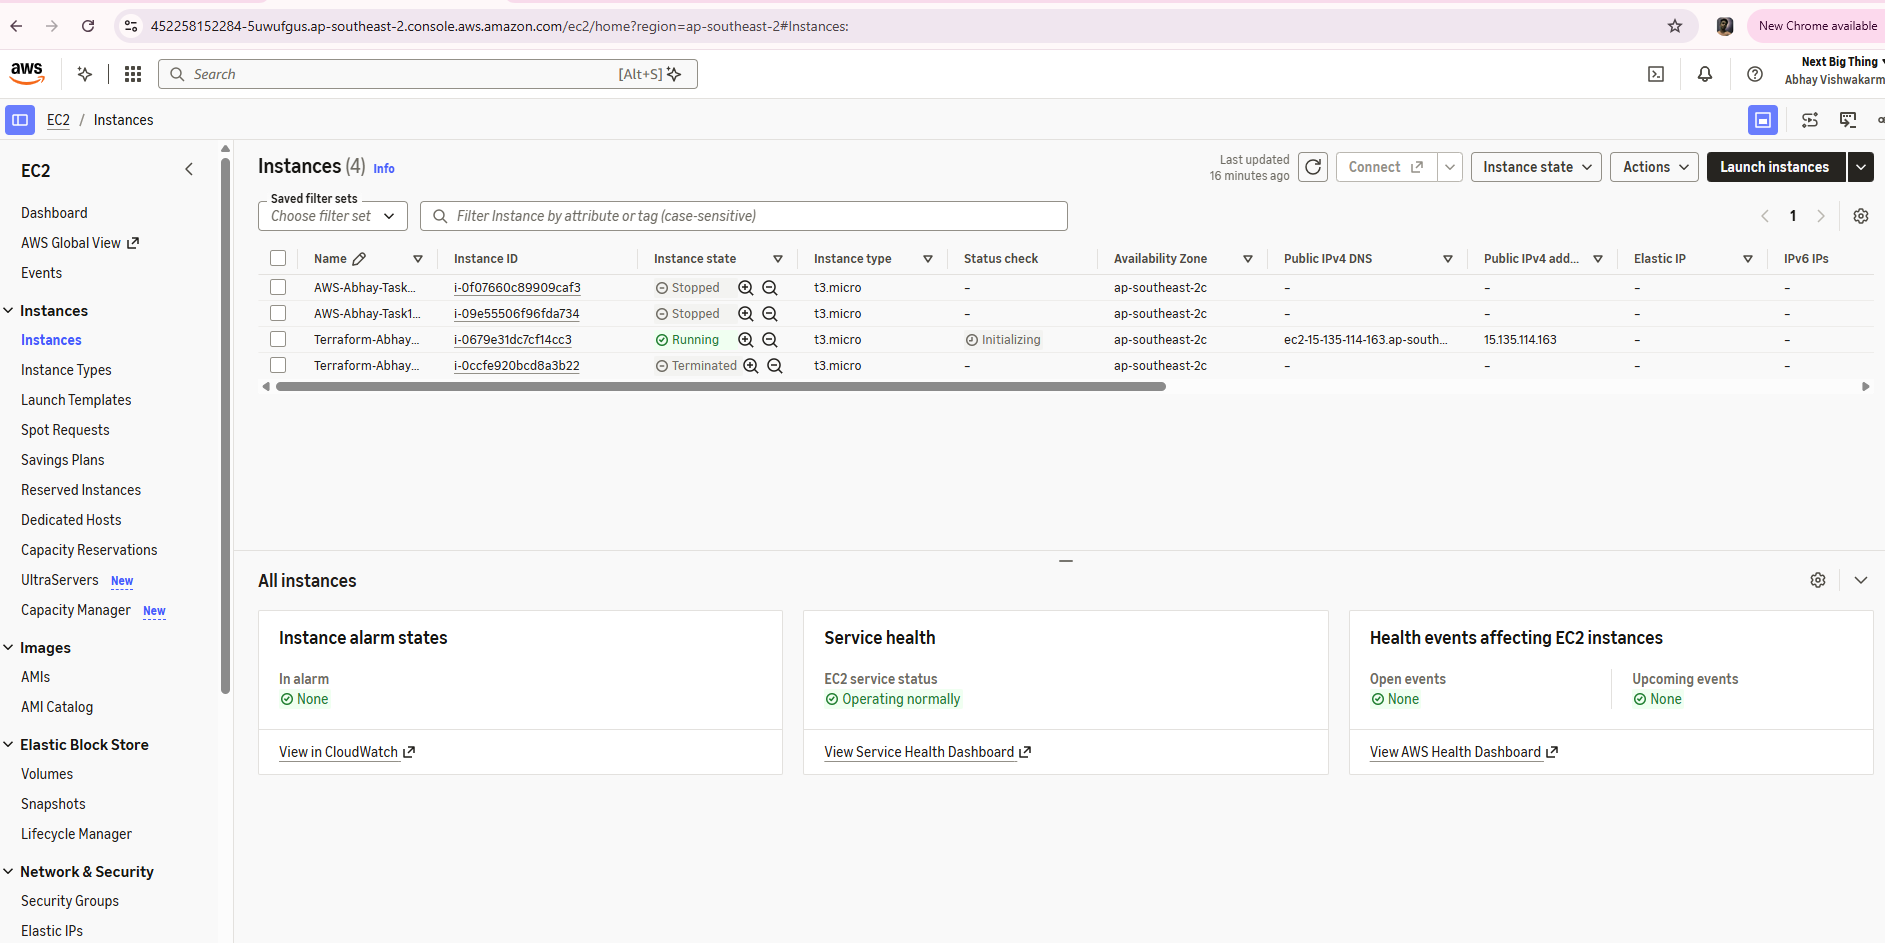 452258152284-5uwufgus.ap-southeast-2.console.aws.amazon.com/ec2/home?region=ap-southeast-2#Instances:
New Chrome available
aws
Search [Alt+S]
Next Big Thing
Abhay Vishwakarm
EC2 / Instances
EC2
Dashboard
AWS Global View
Events
Instances
Instances
Instance Types
Launch Templates
Spot Requests
Savings Plans
Reserved Instances
Dedicated Hosts
Capacity Reservations
UltraServers New
Capacity Manager New
Images
AMIs
AMI Catalog
Elastic Block Store
Volumes
Snapshots
Lifecycle Manager
Network & Security
Security Groups
Elastic IPs
Instances (4) Info
Last updated
16 minutes ago
Connect
Instance state
Actions
Launch instances
Saved filter sets
Choose filter set
Filter Instance by attribute or tag (case-sensitive)
1
Name Instance ID Instance state Instance type Status check Availability Zone Public IPv4 DNS Public IPv4 add... Elastic IP IPv6 IPs
AWS-Abhay-Task... i-0f07660c89909caf3 Stopped t3.micro – ap-southeast-2c – – – –
AWS-Abhay-Task1... i-09e55506f96fda734 Stopped t3.micro – ap-southeast-2c – – – –
Terraform-Abhay... i-0679e31dc7cf14cc3 Running t3.micro Initializing ap-southeast-2c ec2-15-135-114-163.ap-south... 15.135.114.163 – –
Terraform-Abhay... i-0ccfe920bcd8a3b22 Terminated t3.micro – ap-southeast-2c – – – –
All instances
Instance alarm states
In alarm
None
View in CloudWatch
Service health
EC2 service status
Operating normally
View Service Health Dashboard
Health events affecting EC2 instances
Open events
None
Upcoming events
None
View AWS Health Dashboard